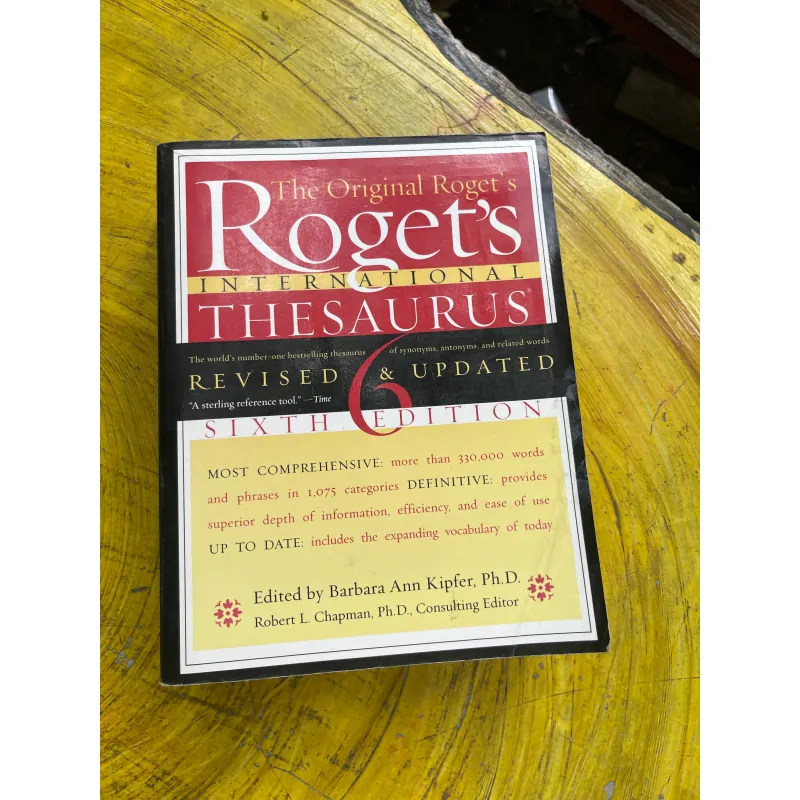 The Original Roget's
Roget's
INTERNATIONAL
THESAURUS®
The world's number-one bestselling thesaurus of synonyms, antonyms, and related words
REVISED & UPDATED
6
"A sterling reference tool." —Time
SIXTH EDITION
MOST COMPREHENSIVE: more than 330,000 words
and phrases in 1,075 categories DEFINITIVE: provides
superior depth of information, efficiency, and ease of use
UP TO DATE: includes the expanding vocabulary of today
Edited by Barbara Ann Kipfer, Ph.D.
Robert L. Chapman, Ph.D., Consulting Editor